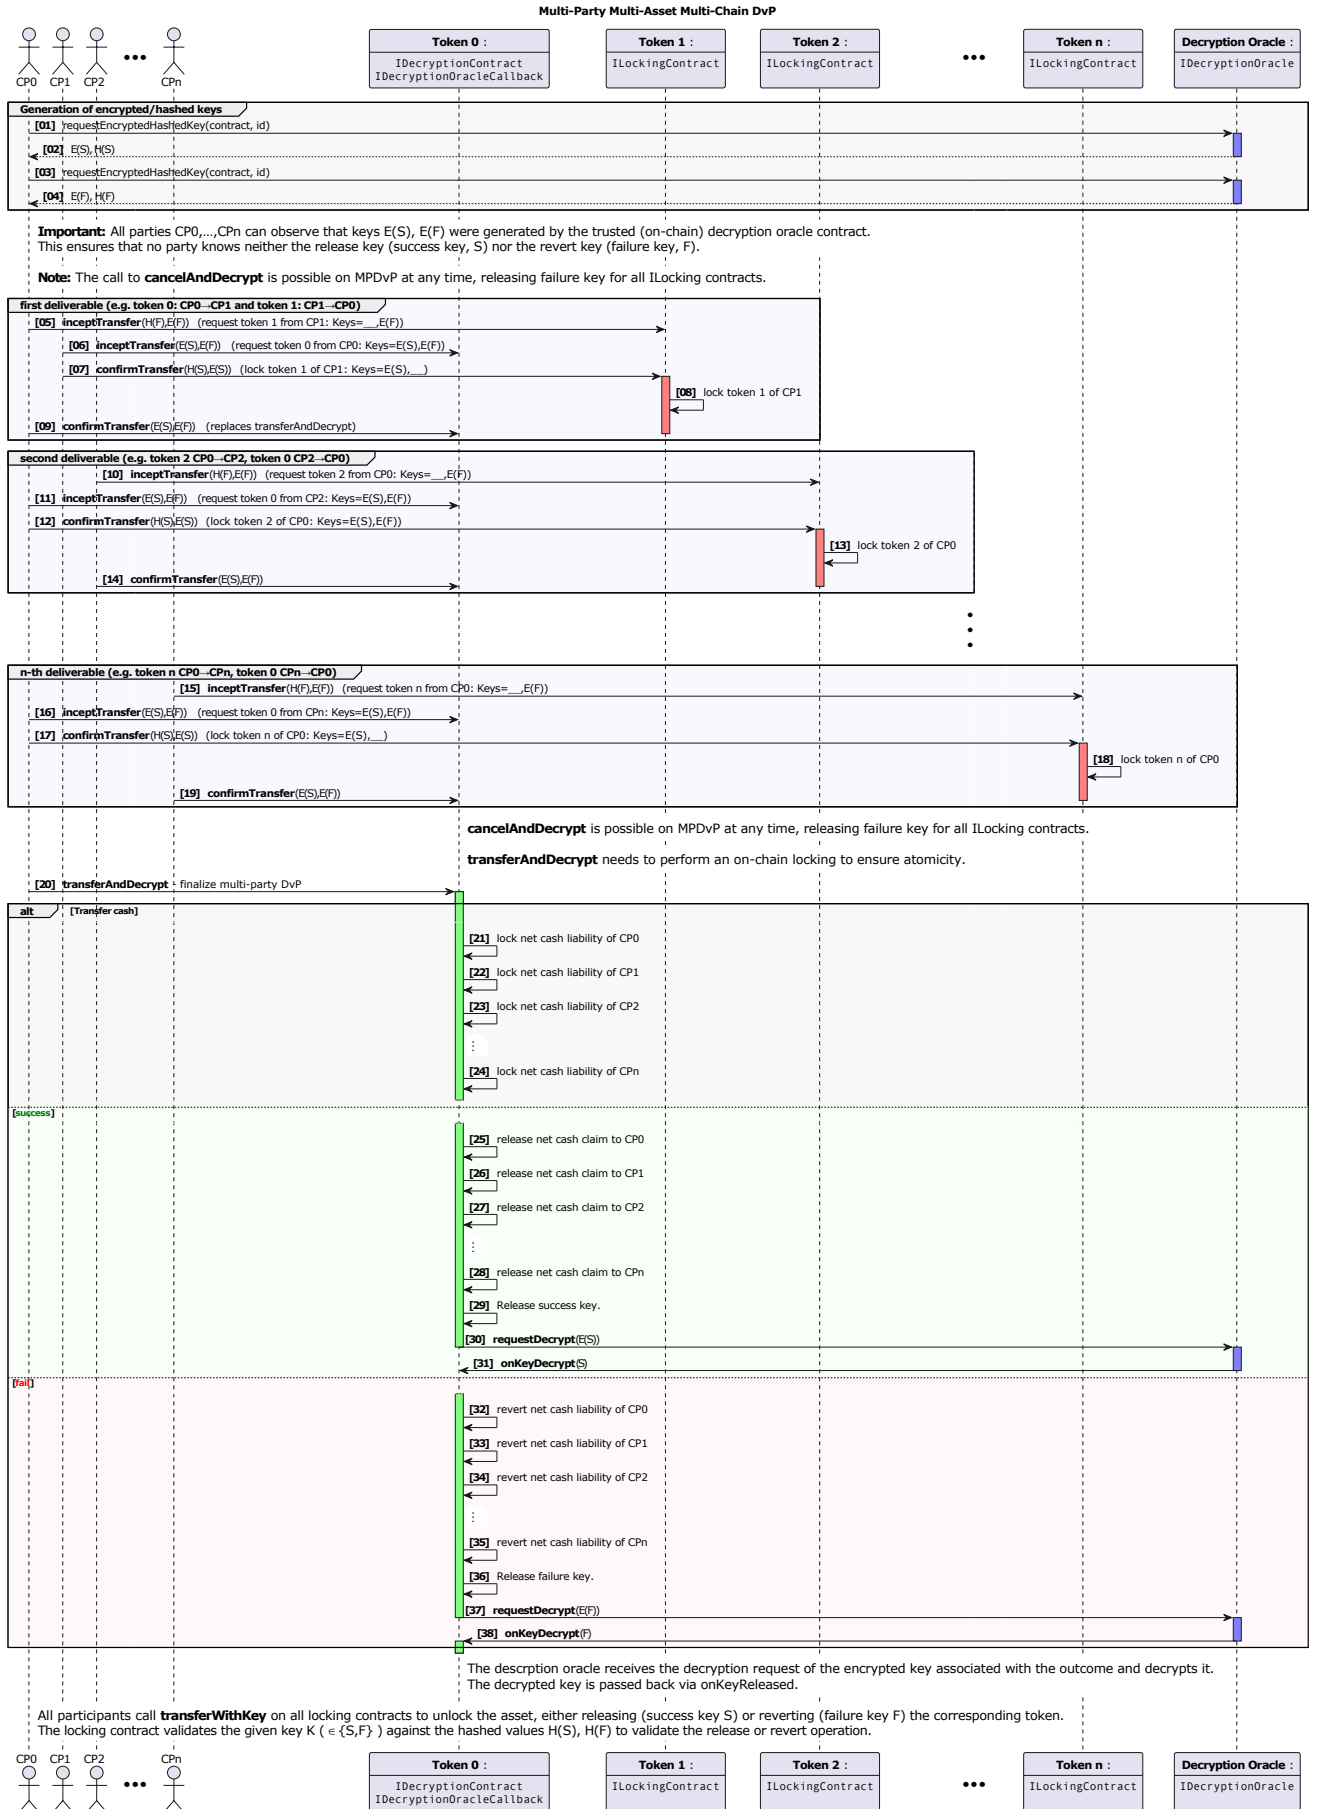 Multi-Party Multi-Asset Multi-Chain DvP
CP0 CP1 CP2 ••• CPn
Token 0 :
IDecryptionContract
IDecryptionOracleCallback
Token 1 :
ILockingContract
Token 2 :
ILockingContract
•••
Token n :
ILockingContract
Decryption Oracle :
IDecryptionOracle
Generation of encrypted/hashed keys
[01] requestEncryptedHashedKey(contract, id)
[02] E(S), H(S)
[03] requestEncryptedHashedKey(contract, id)
[04] E(F), H(F)
Important: All parties CP0,...,CPn can observe that keys E(S), E(F) were generated by the trusted (on-chain) decryption oracle contract.
This ensures that no party knows neither the release key (success key, S) nor the revert key (failure key, F).
Note: The call to cancelAndDecrypt is possible on MPDvP at any time, releasing failure key for all ILocking contracts.
first deliverable (e.g. token 0: CP0→CP1 and token 1: CP1→CP0)
[05] inceptTransfer(H(F),E(F)) (request token 1 from CP1: Keys=__,E(F))
[06] inceptTransfer(E(S),E(F)) (request token 0 from CP0: Keys=E(S),E(F))
[07] confirmTransfer(H(S),E(S)) (lock token 1 of CP1: Keys=E(S),__)
[08] lock token 1 of CP1
[09] confirmTransfer(E(S),E(F)) (replaces transferAndDecrypt)
second deliverable (e.g. token 2 CP0→CP2, token 0 CP2→CP0)
[10] inceptTransfer(H(F),E(F)) (request token 2 from CP0: Keys=__,E(F))
[11] inceptTransfer(E(S),E(F)) (request token 0 from CP2: Keys=E(S),E(F))
[12] confirmTransfer(H(S),E(S)) (lock token 2 of CP0: Keys=E(S),E(F))
[13] lock token 2 of CP0
[14] confirmTransfer(E(S),E(F))
n-th deliverable (e.g. token n CP0→CPn, token 0 CPn→CP0)
[15] inceptTransfer(H(F),E(F)) (request token n from CP0: Keys=__,E(F))
[16] inceptTransfer(E(S),E(F)) (request token 0 from CPn: Keys=E(S),E(F))
[17] confirmTransfer(H(S),E(S)) (lock token n of CP0: Keys=E(S),__)
[18] lock token n of CP0
[19] confirmTransfer(E(S),E(F))
cancelAndDecrypt is possible on MPDvP at any time, releasing failure key for all ILocking contracts.
transferAndDecrypt needs to perform an on-chain locking to ensure atomicity.
[20] transferAndDecrypt - finalize multi-party DvP
alt [Transfer cash]
[21] lock net cash liability of CP0
[22] lock net cash liability of CP1
[23] lock net cash liability of CP2
⋮
[24] lock net cash liability of CPn
[success]
[25] release net cash claim to CP0
[26] release net cash claim to CP1
[27] release net cash claim to CP2
⋮
[28] release net cash claim to CPn
[29] Release success key.
[30] requestDecrypt(E(S))
[31] onKeyDecrypt(S)
[fail]
[32] revert net cash liability of CP0
[33] revert net cash liability of CP1
[34] revert net cash liability of CP2
⋮
[35] revert net cash liability of CPn
[36] Release failure key.
[37] requestDecrypt(E(F))
[38] onKeyDecrypt(F)
The descrption oracle receives the decryption request of the encrypted key associated with the outcome and decrypts it.
The decrypted key is passed back via onKeyReleased.
All participants call transferWithKey on all locking contracts to unlock the asset, either releasing (success key S) or reverting (failure key F) the corresponding token.
The locking contract validates the given key K ( ∈ {S,F} ) against the hashed values H(S), H(F) to validate the release or revert operation.
CP0 CP1 CP2 ••• CPn
Token 0 :
IDecryptionContract
IDecryptionOracleCallback
Token 1 :
ILockingContract
Token 2 :
ILockingContract
•••
Token n :
ILockingContract
Decryption Oracle :
IDecryptionOracle